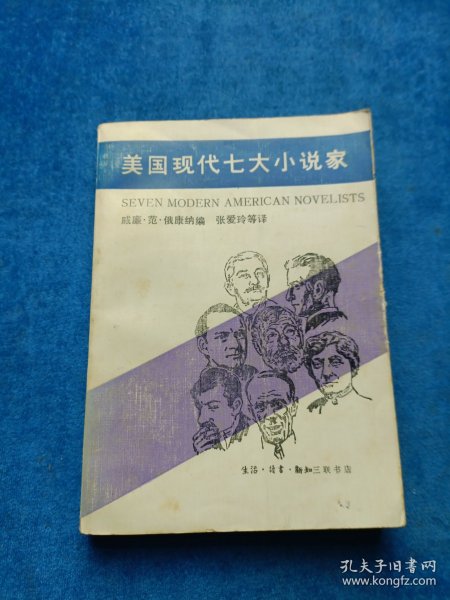 美国现代七大小说家
SEVEN MODERN AMERICAN NOVELISTS
威廉·范·俄康纳编 张爱玲等译
生活·读书·新知三联书店
孔夫子旧书网
www.kongfz.com